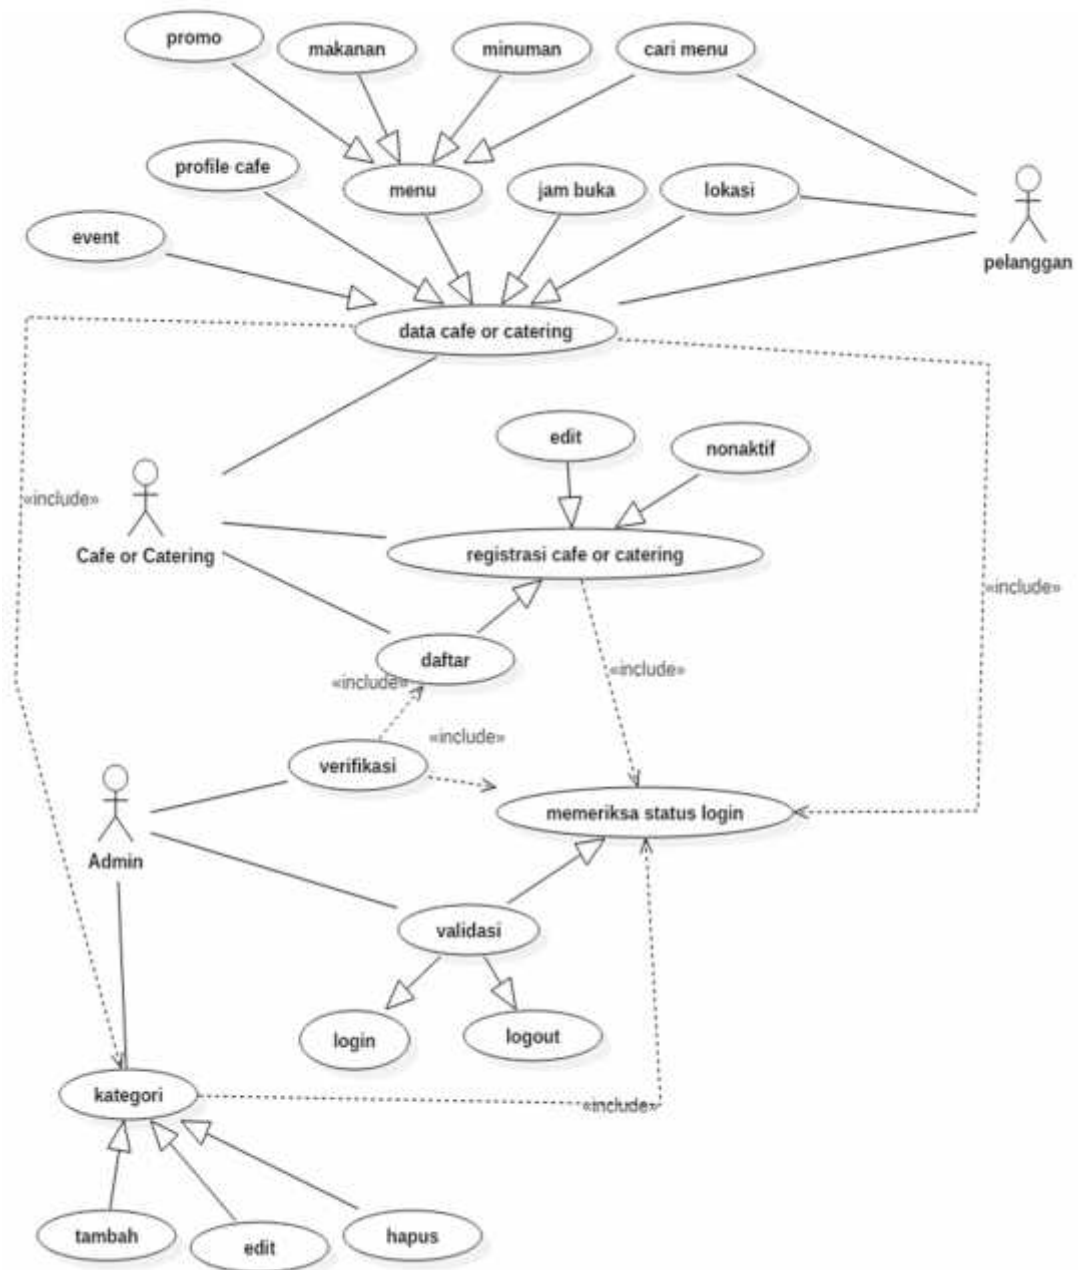 promo
makanan
minuman
cari menu
profile cafe
menu
jam buka
lokasi
event
pelanggan
data cafe or catering
edit
nonaktif
«include»
Cafe or Catering
registrasi cafe or catering
«include»
daftar
«include»
«include»
«include»
verifikasi
memeriksa status login
Admin
validasi
login
logout
kategori
«include»
tambah
edit
hapus